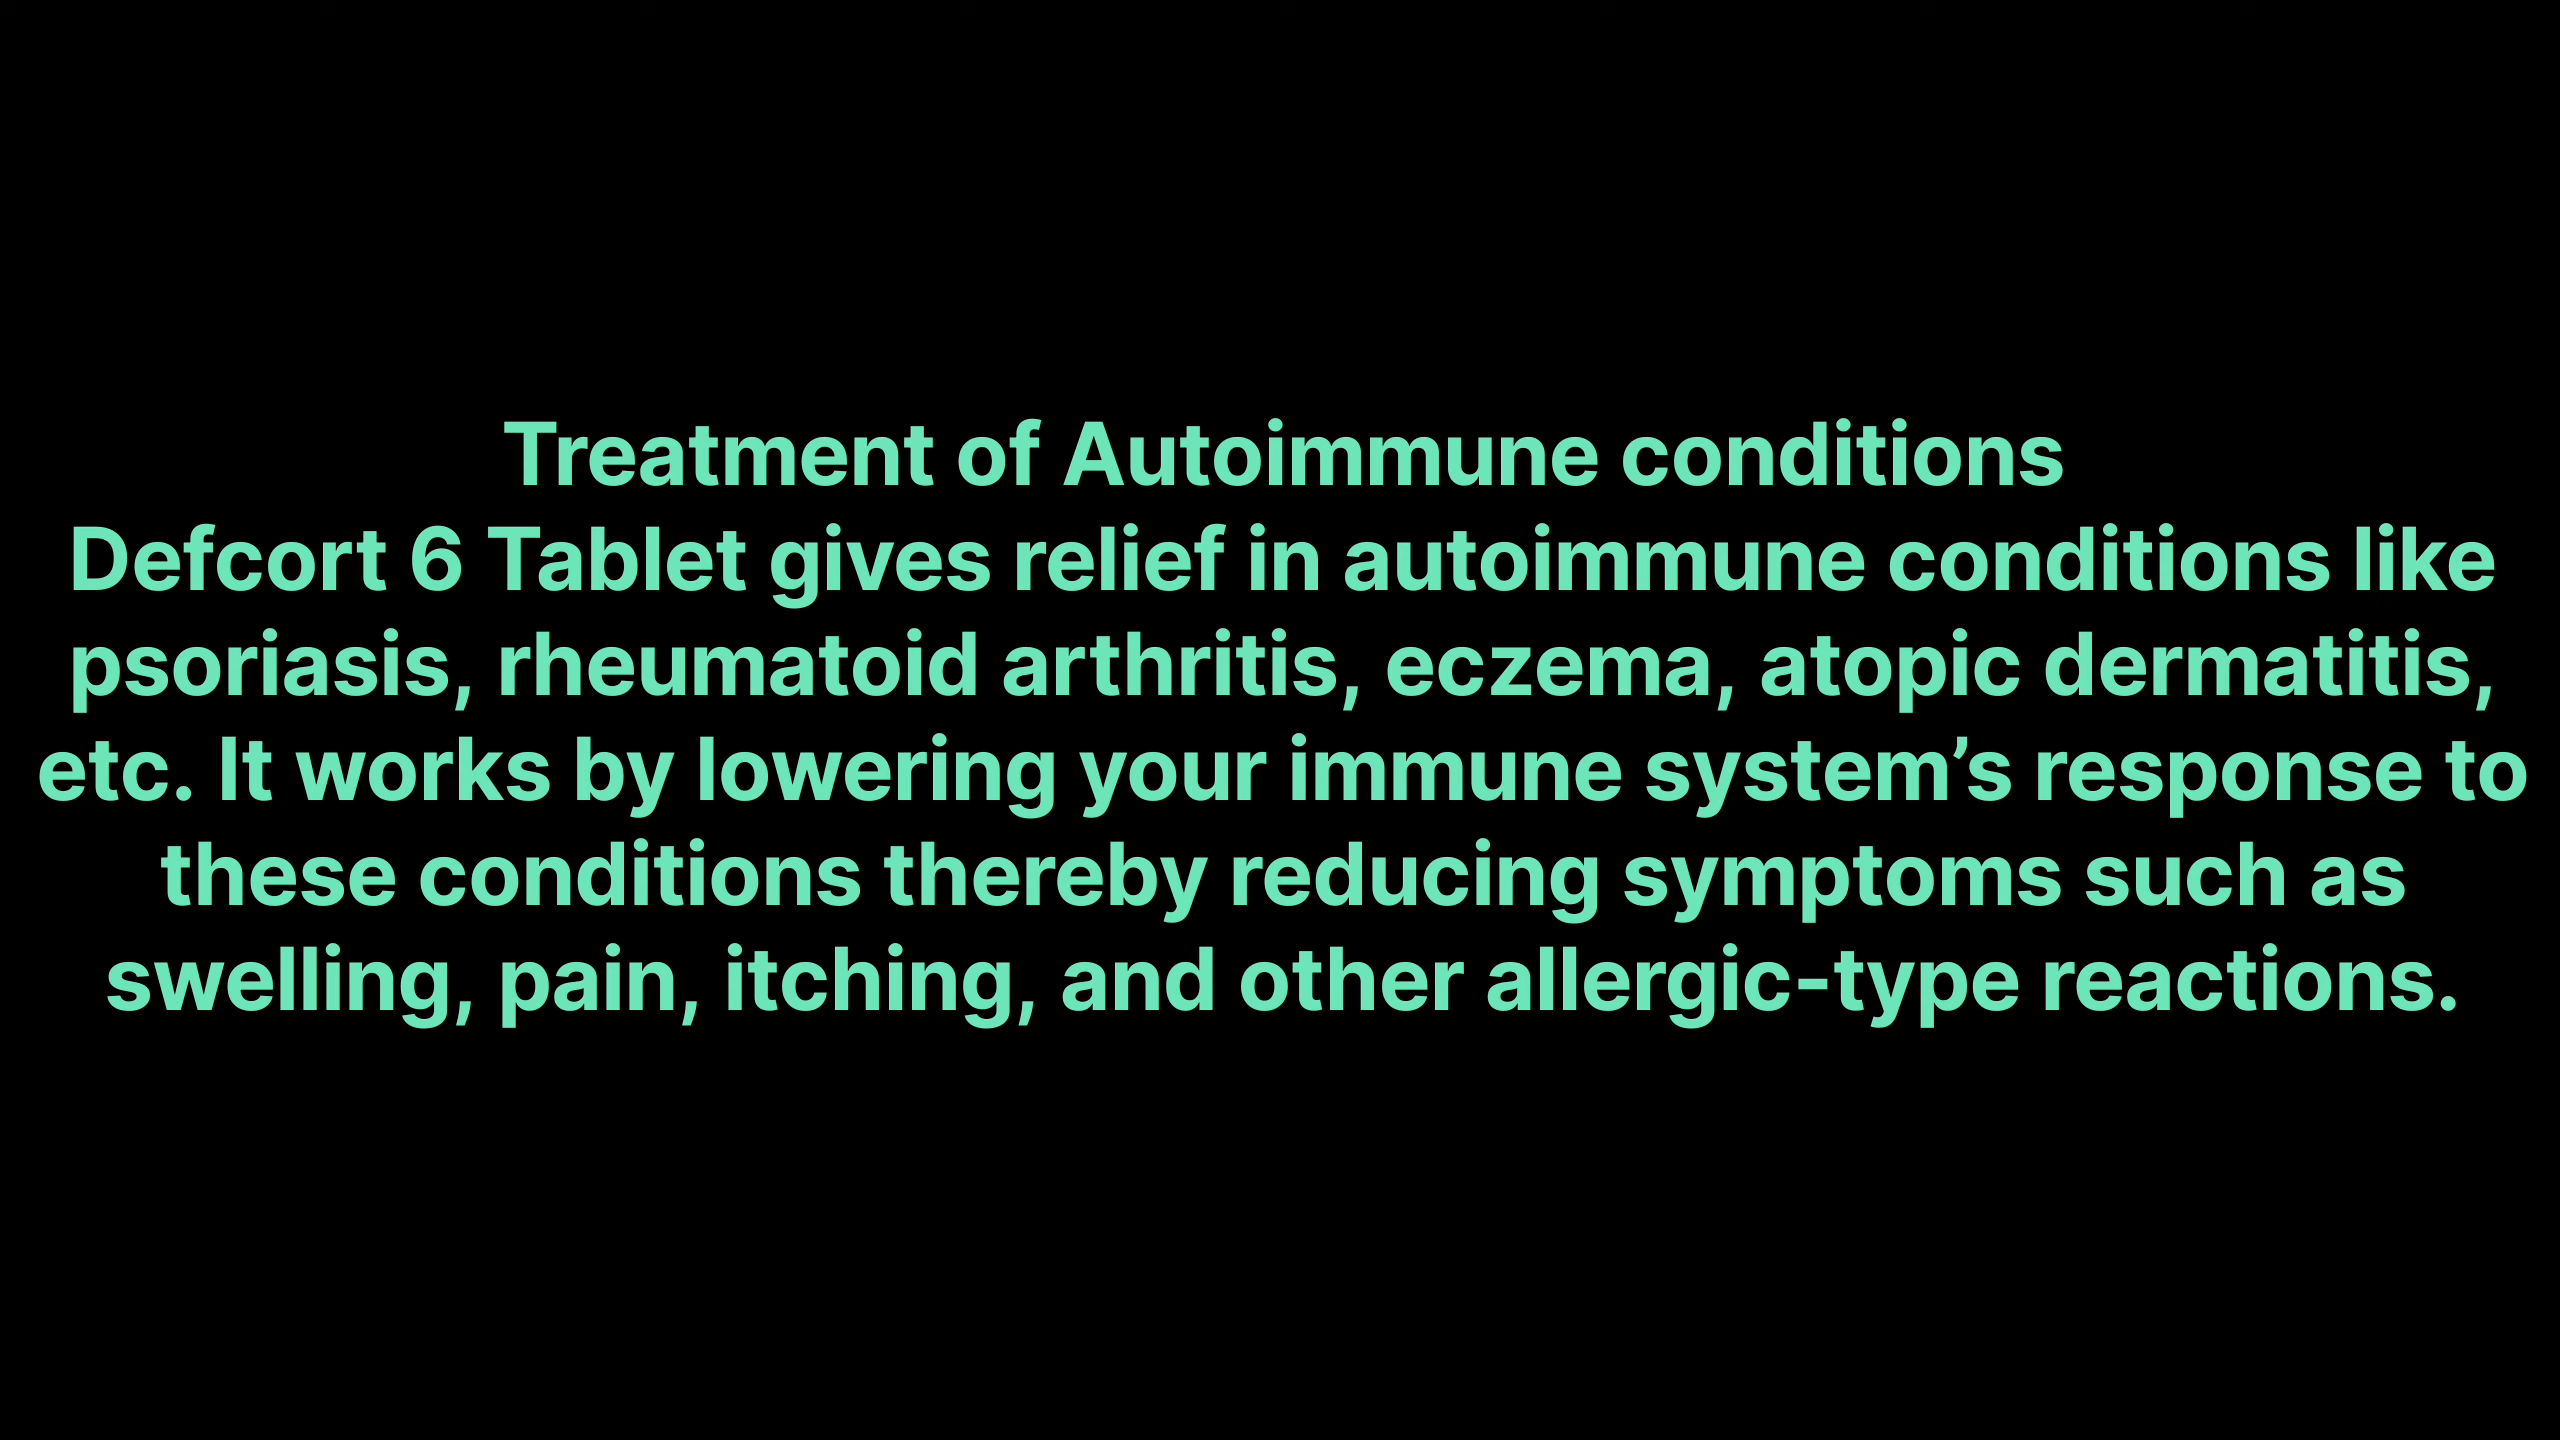 Treatment of Autoimmune conditions
Defcort 6 Tablet gives relief in autoimmune conditions like
psoriasis, rheumatoid arthritis, eczema, atopic dermatitis,
etc. It works by lowering your immune system’s response to
these conditions thereby reducing symptoms such as
swelling, pain, itching, and other allergic-type reactions.